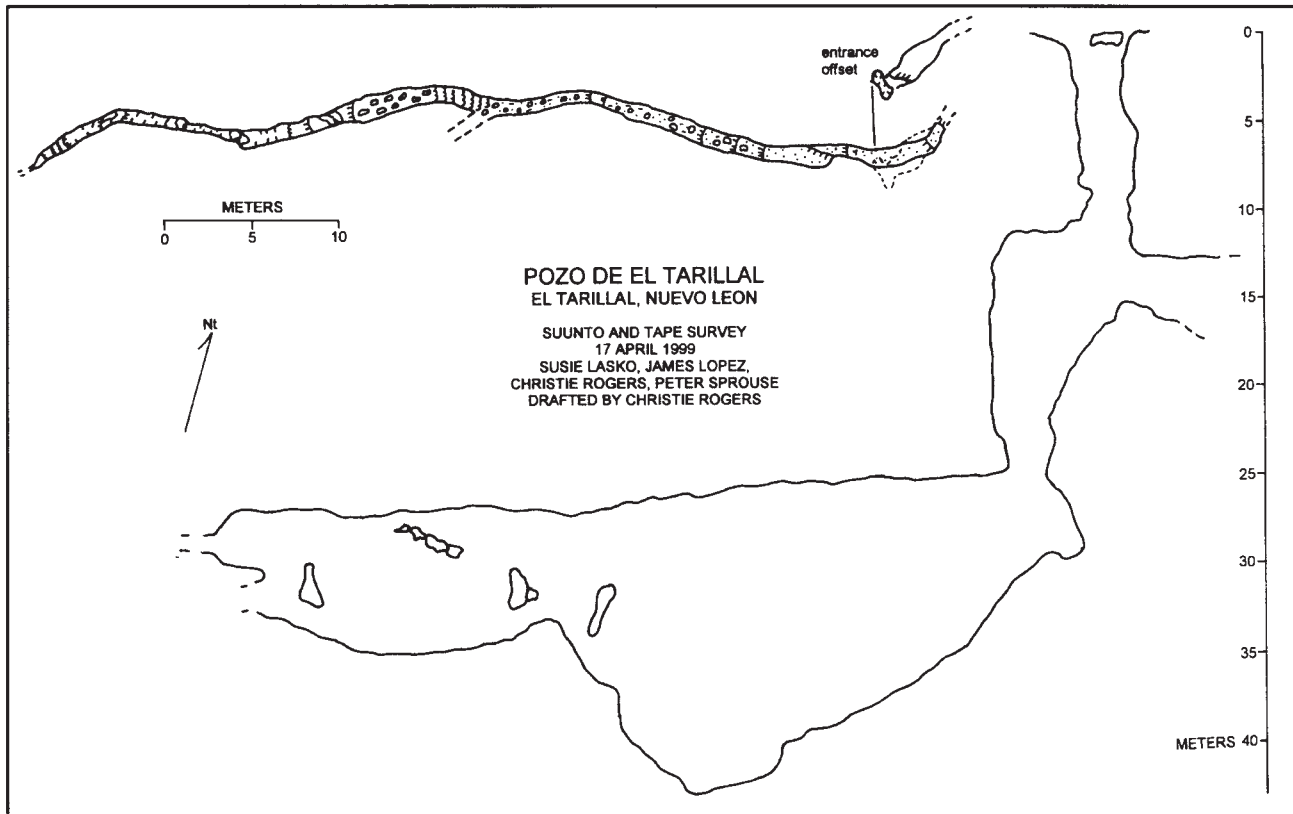 entrance
offset
METERS
0 5 10
POZO DE EL TARILLAL
EL TARILLAL, NUEVO LEON
SUUNTO AND TAPE SURVEY
17 APRIL 1999
SUSIE LASKO, JAMES LOPEZ,
CHRISTIE ROGERS, PETER SPROUSE
DRAFTED BY CHRISTIE ROGERS
Nt
0
5
10
15
20
25
30
35
METERS 40